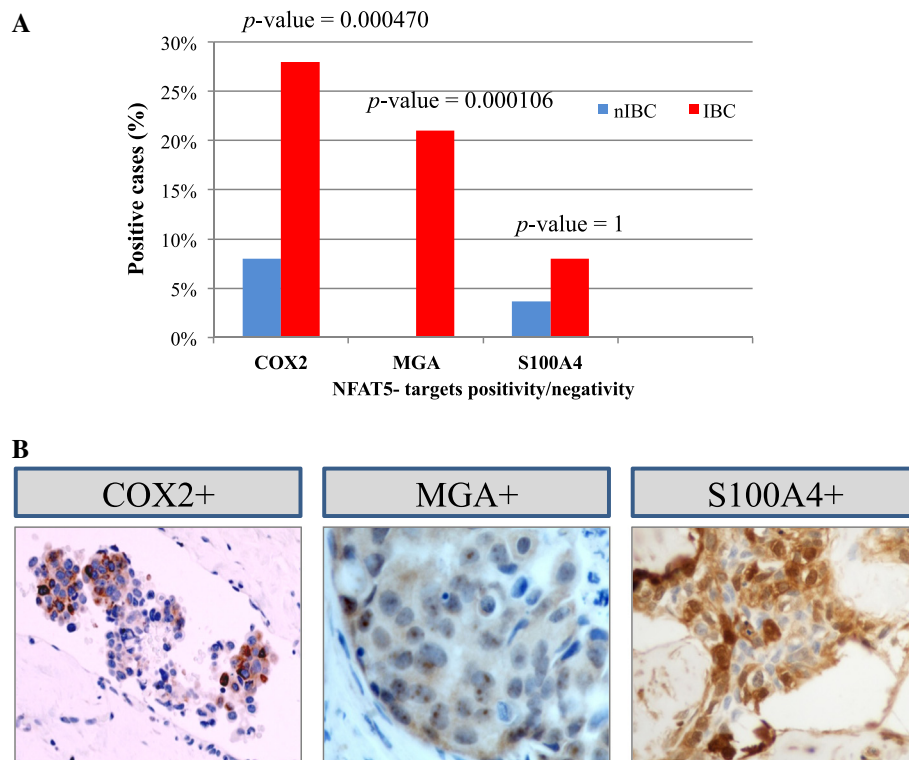 A
p-value = 0.000470
30%
25%
20%
15%
10%
5%
0%
Positive cases (%)
p-value = 0.000106
nIBC IBC
p-value = 1
COX2 MGA S100A4
NFAT5- targets positivity/negativity
B
COX2+ MGA+ S100A4+